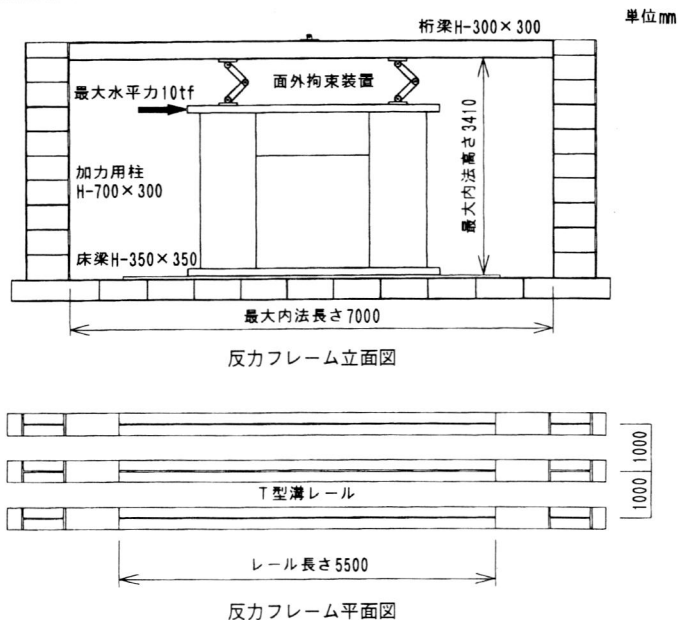 単位mm
桁梁H-300×300
面外拘束装置
最大水平力10tf
最大内法高さ3410
加力用柱
H-700×300
床梁H-350×350
最大内法長さ7000
反力フレーム立面図
1000
T型溝レール
1000
レール長さ5500
反力フレーム平面図